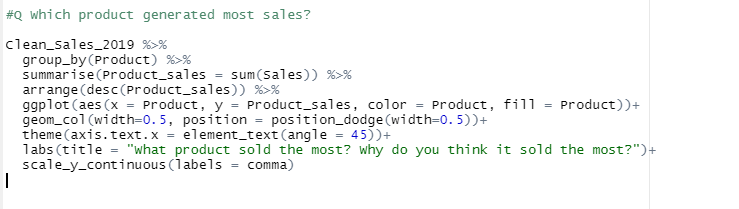 #Q Which product generated most sales?
Clean_Sales_2019 %>%
group_by(Product) %>%
summarise(Product_sales = sum(Sales)) %>%
arrange(desc(Product_sales)) %>%
ggplot(aes(x = Product, y = Product_sales, color = Product, fill = Product))+
geom_col(width=0.5, position = position_dodge(width=0.5))+
theme(axis.text.x = element_text(angle = 45))+
labs(title = "What product sold the most? Why do you think it sold the most?")+
scale_y_continuous(labels = comma)